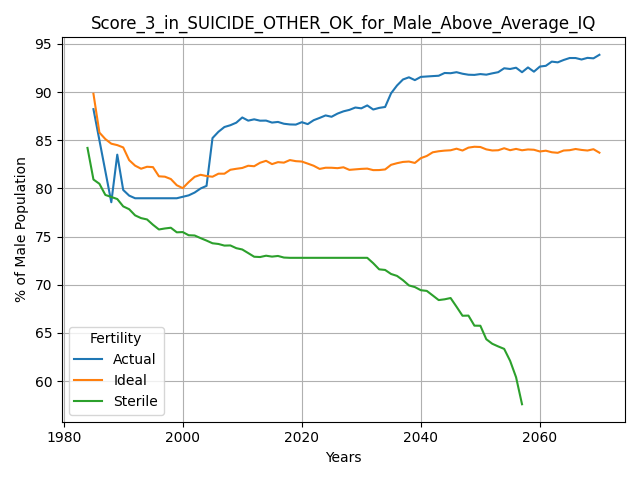 Score_3_in_SUICIDE_OTHER_OK_for_Male_Above_Average_IQ
% of Male Population
95
90
85
80
75
70
65
60
Fertility
Actual
Ideal
Sterile
1980
2000
2020
2040
2060
Years